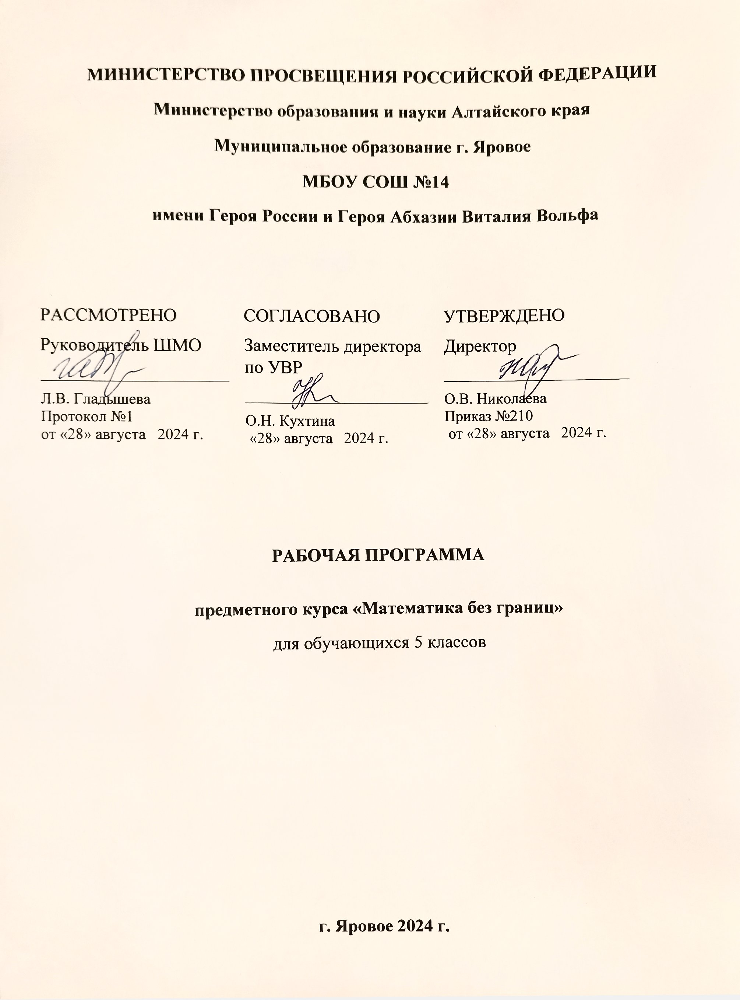 МИНИСТЕРСТВО ПРОСВЕЩЕНИЯ РОССИЙСКОЙ ФЕДЕРАЦИИ
Министерство образования и науки Алтайского края
Муниципальное образование г. Яровое
МБОУ СОШ №14
имени Героя России и Героя Абхазии Виталия Вольфа
РАССМОТРЕНО
Руководитель ШМО
Л.В. Гладышева
Протокол №1
от «28» августа 2024 г.
СОГЛАСОВАНО
Заместитель директора
по УВР
О.Н. Кухтина
«28» августа 2024 г.
УТВЕРЖДЕНО
Директор
О.В. Николаева
Приказ №210
от «28» августа 2024 г.
РАБОЧАЯ ПРОГРАММА
предметного курса «Математика без границ»
для обучающихся 5 классов
г. Яровое 2024 г.